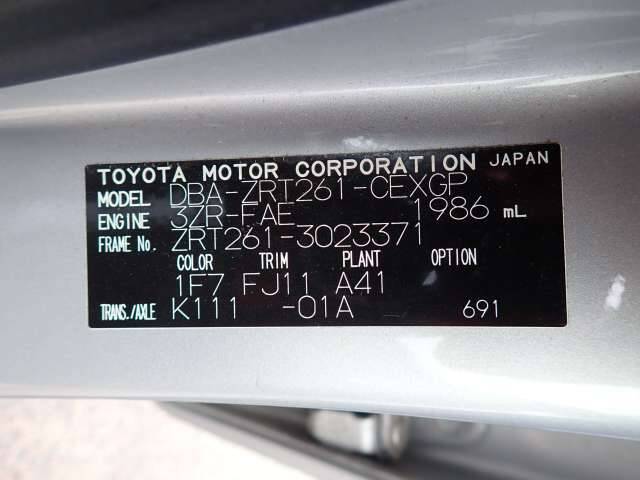 TOYOTA MOTOR CORPORATION JAPAN
MODEL DBA-ZRT261-CEXGP
ENGINE 3ZR-FAE 1986 mL
FRAME No. ZRT261-3023371
COLOR TRIM PLANT OPTION
1F7 FJ11 A41
TRANS./AXLE K111 -01A 691